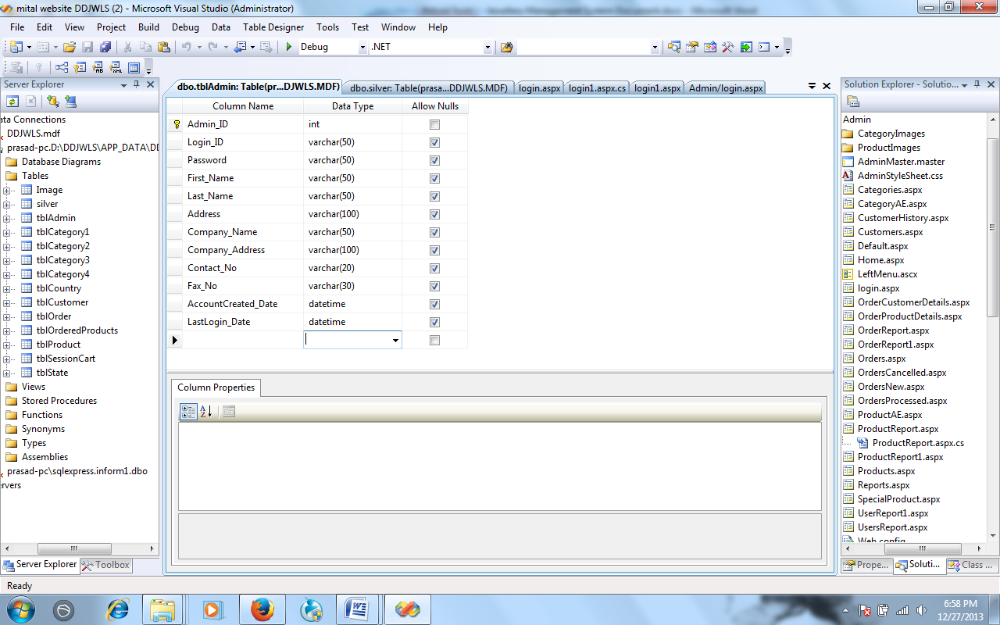 mital website DDJWLS (2) - Microsoft Visual Studio (Administrator)
File Edit View Project Build Debug Data Table Designer Tools Test Window Help
Debug .NET
Server Explorer
ata Connections
DDJWLS.mdf
prasad-pc.D:\DDJWLS\APP_DATA\DD
Database Diagrams
Tables
Image
silver
tblAdmin
tblCategory1
tblCategory2
tblCategory3
tblCategory4
tblCountry
tblCustomer
tblOrder
tblOrderedProducts
tblProduct
tblSessionCart
tblState
Views
Stored Procedures
Functions
Synonyms
Types
Assemblies
prasad-pc\sqlexpress.inform1.dbo
rvers
Server Explorer Toolbox
dbo.tblAdmin: Table(pr...DDJWLS.MDF) dbo.silver: Table(prasa...DDJWLS.MDF) login.aspx login1.aspx.cs login1.aspx Admin/login.aspx
Column Name Data Type Allow Nulls
Admin_ID int
Login_ID varchar(50)
Password varchar(50)
First_Name varchar(50)
Last_Name varchar(50)
Address varchar(100)
Company_Name varchar(50)
Company_Address varchar(100)
Contact_No varchar(20)
Fax_No varchar(30)
AccountCreated_Date datetime
LastLogin_Date datetime
Column Properties
Solution Explorer - Solutio...
Admin
CategoryImages
ProductImages
AdminMaster.master
AdminStyleSheet.css
Categories.aspx
CategoryAE.aspx
CustomerHistory.aspx
Customers.aspx
Default.aspx
Home.aspx
LeftMenu.ascx
login.aspx
OrderCustomerDetails.aspx
OrderProductDetails.aspx
OrderReport.aspx
OrderReport1.aspx
Orders.aspx
OrdersCancelled.aspx
OrdersNew.aspx
OrdersProcessed.aspx
ProductAE.aspx
ProductReport.aspx
ProductReport.aspx.cs
ProductReport1.aspx
Products.aspx
Reports.aspx
SpecialProduct.aspx
UserReport1.aspx
UsersReport.aspx
Web.config
Prope... Soluti... Class ...
Ready
6:58 PM
12/27/2013